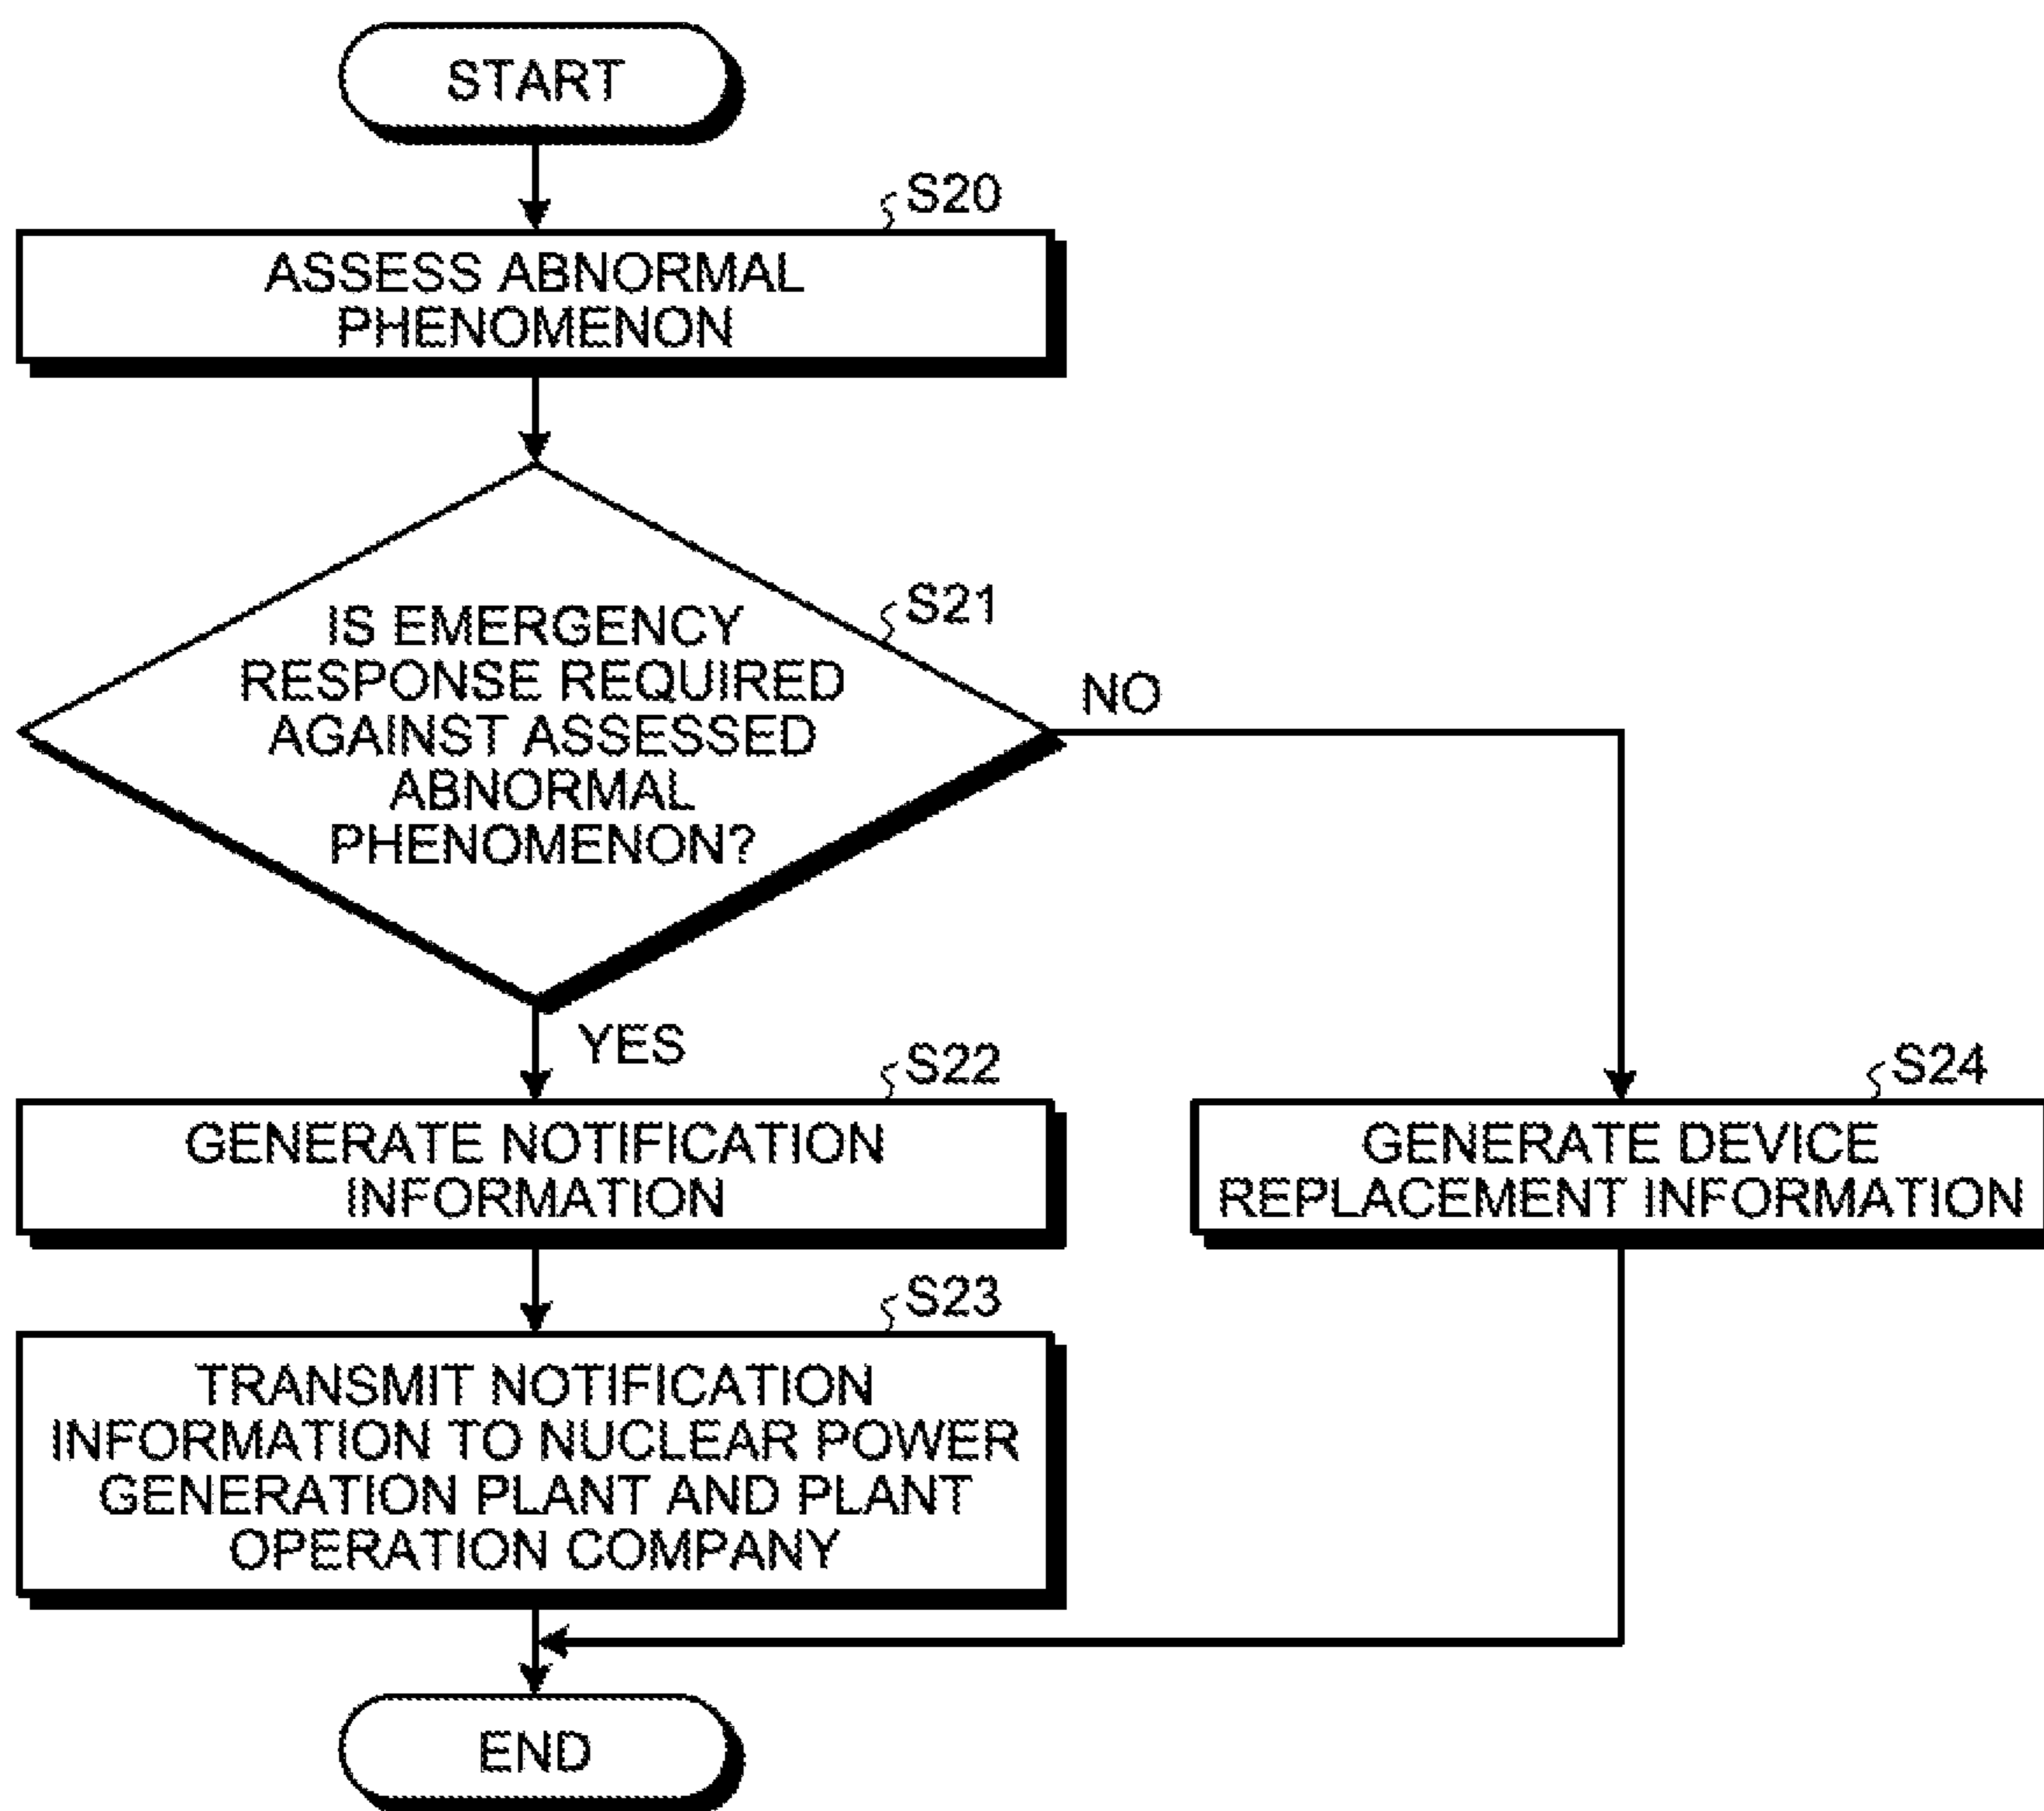 START
S20
ASSESS ABNORMAL
PHENOMENON
S21
IS EMERGENCY
RESPONSE REQUIRED
AGAINST ASSESSED
ABNORMAL
PHENOMENON?
NO
YES
S22
GENERATE NOTIFICATION
INFORMATION
S24
GENERATE DEVICE
REPLACEMENT INFORMATION
S23
TRANSMIT NOTIFICATION
INFORMATION TO NUCLEAR POWER
GENERATION PLANT AND PLANT
OPERATION COMPANY
END